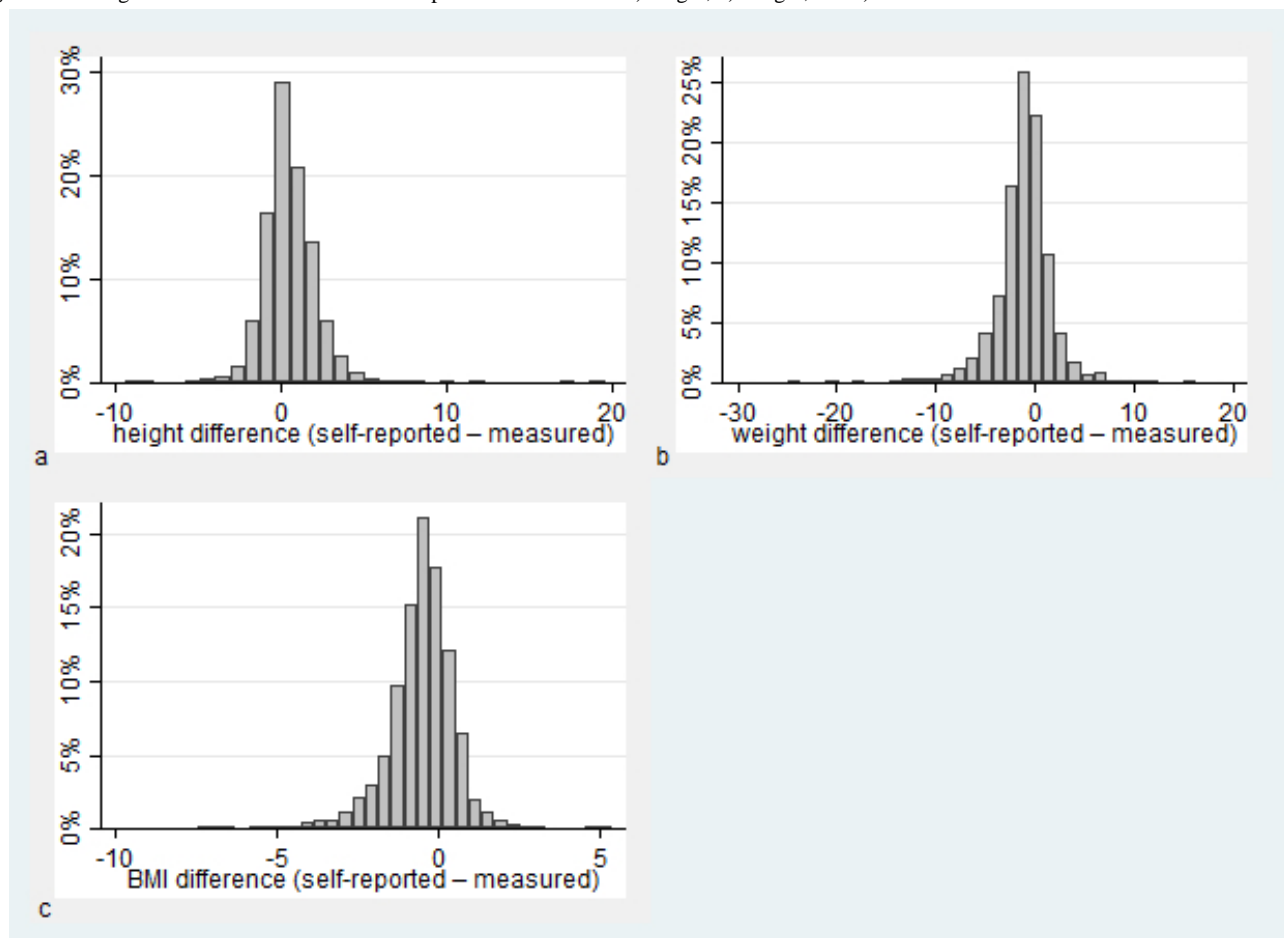 30%
20%
10%
0%
-10 0 10 20
height difference (self-reported – measured)
a
25%
20%
15%
10%
5%
0%
-30 -20 -10 0 10 20
weight difference (self-reported – measured)
b
20%
15%
10%
5%
0%
-10 -5 0 5
BMI difference (self-reported – measured)
c